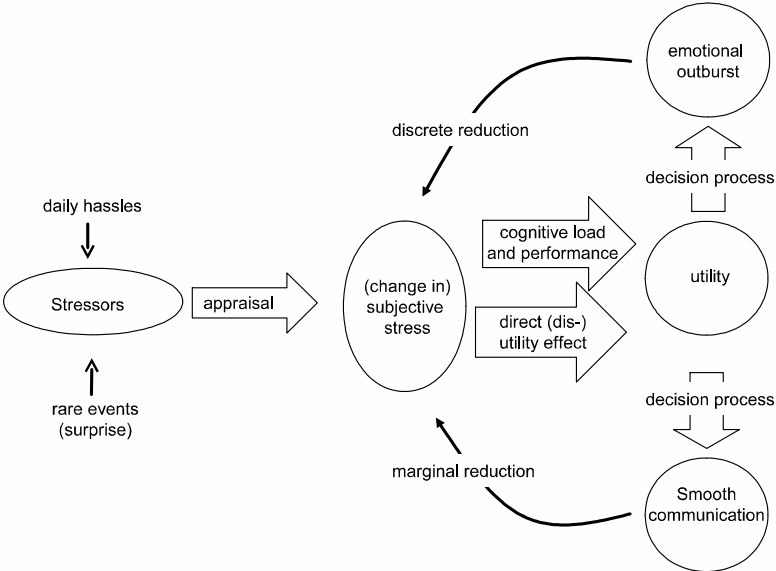 emotional
outburst
discrete reduction
decision process
daily hassles
cognitive load
and performance
utility
Stressors
appraisal
(change in)
subjective
stress
direct (dis-)
utility effect
rare events
(surprise)
decision process
marginal reduction
Smooth
communication